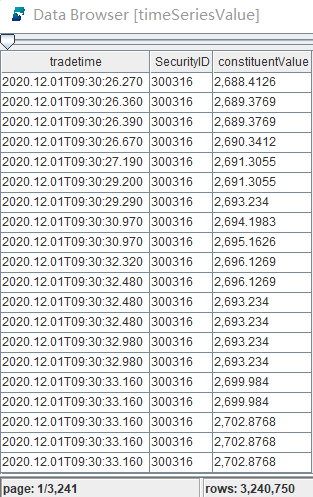 Data Browser [timeSeriesValue]
tradetime SecurityID constituentValue
2020.12.01T09:30:26.270 300316 2,688.4126
2020.12.01T09:30:26.360 300316 2,689.3769
2020.12.01T09:30:26.390 300316 2,689.3769
2020.12.01T09:30:26.670 300316 2,690.3412
2020.12.01T09:30:27.190 300316 2,691.3055
2020.12.01T09:30:29.200 300316 2,691.3055
2020.12.01T09:30:29.290 300316 2,693.234
2020.12.01T09:30:30.970 300316 2,694.1983
2020.12.01T09:30:30.970 300316 2,695.1626
2020.12.01T09:30:32.320 300316 2,696.1269
2020.12.01T09:30:32.480 300316 2,696.1269
2020.12.01T09:30:32.480 300316 2,693.234
2020.12.01T09:30:32.480 300316 2,693.234
2020.12.01T09:30:32.980 300316 2,693.234
2020.12.01T09:30:32.980 300316 2,693.234
2020.12.01T09:30:33.160 300316 2,699.984
2020.12.01T09:30:33.160 300316 2,699.984
2020.12.01T09:30:33.160 300316 2,702.8768
2020.12.01T09:30:33.160 300316 2,702.8768
2020.12.01T09:30:33.160 300316 2,702.8768
page: 1/3,241 rows: 3,240,750